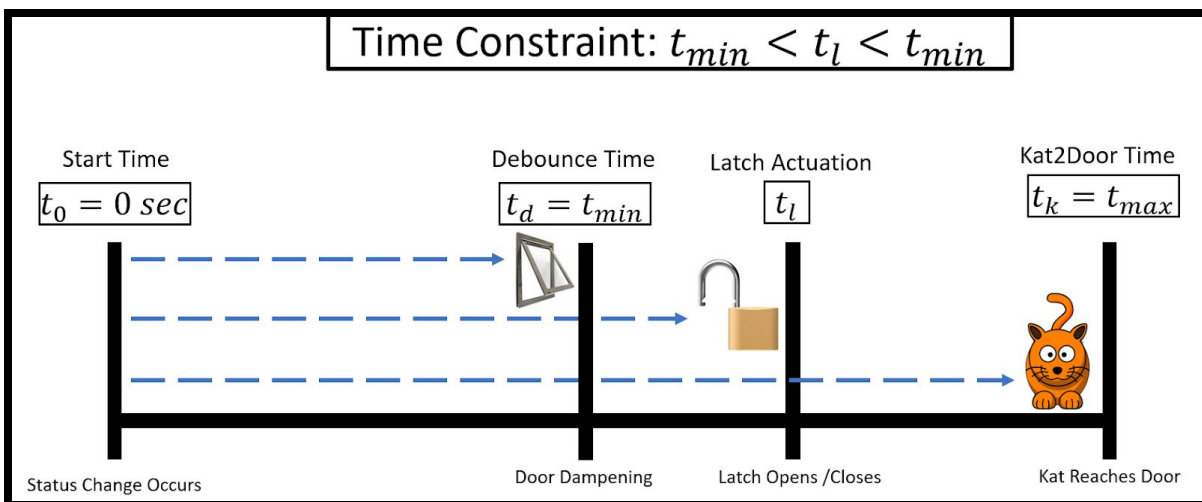 Time Constraint: t_min < t_l < t_min
Start Time
t_0 = 0 sec
Debounce Time
t_d = t_min
Latch Actuation
t_l
Kat2Door Time
t_k = t_max
Status Change Occurs
Door Dampening
Latch Opens /Closes
Kat Reaches Door